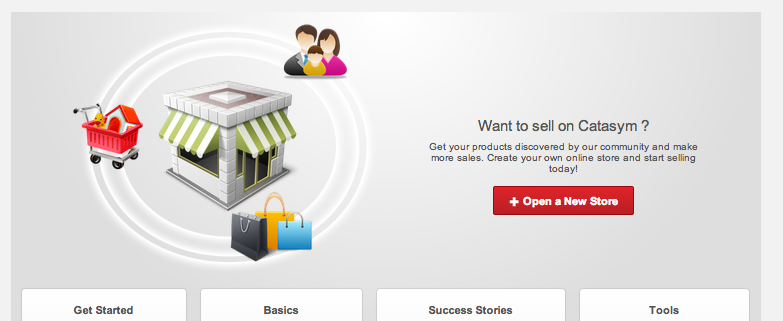 Want to sell on Catasym ?
Get your products discovered by our community and make
more sales. Create your own online store and start selling
today!
Open a New Store
Get Started
Basics
Success Stories
Tools